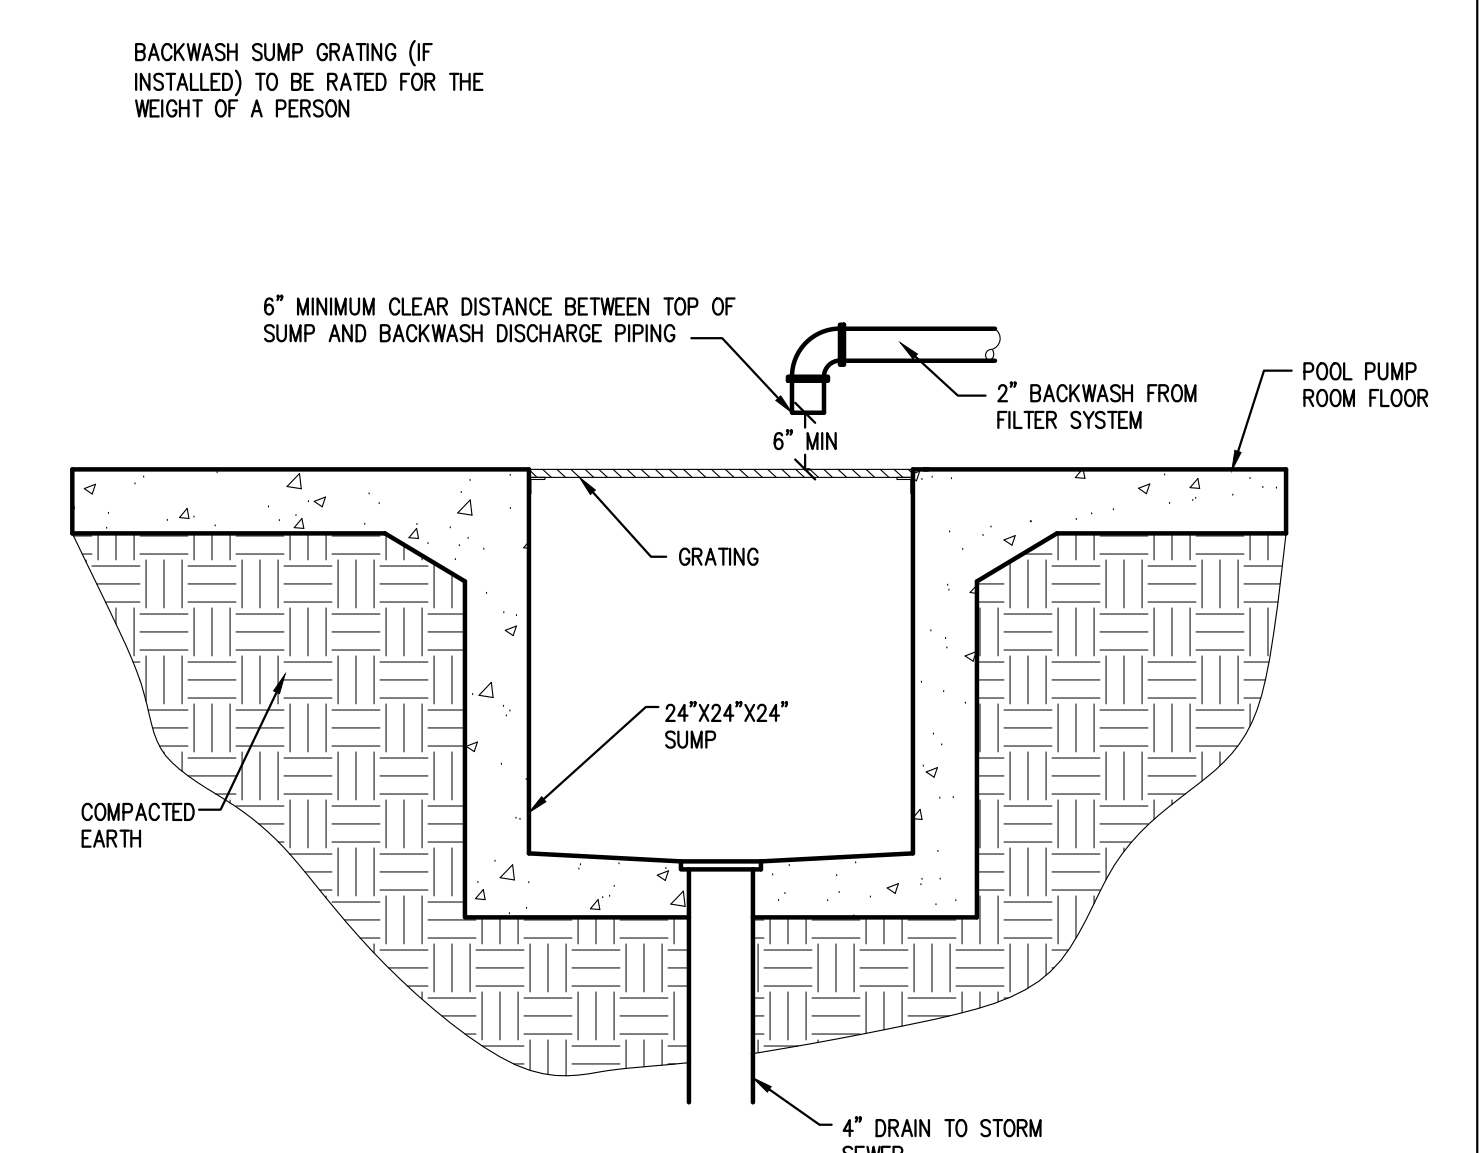 BACKWASH SUMP GRATING (IF
INSTALLED) TO BE RATED FOR THE
WEIGHT OF A PERSON
6" MINIMUM CLEAR DISTANCE BETWEEN TOP OF
SUMP AND BACKWASH DISCHARGE PIPING
POOL PUMP
ROOM FLOOR
2" BACKWASH FROM
FILTER SYSTEM
6" MIN
GRATING
24"X24"X24"
SUMP
COMPACTED
EARTH
4" DRAIN TO STORM
SEWER